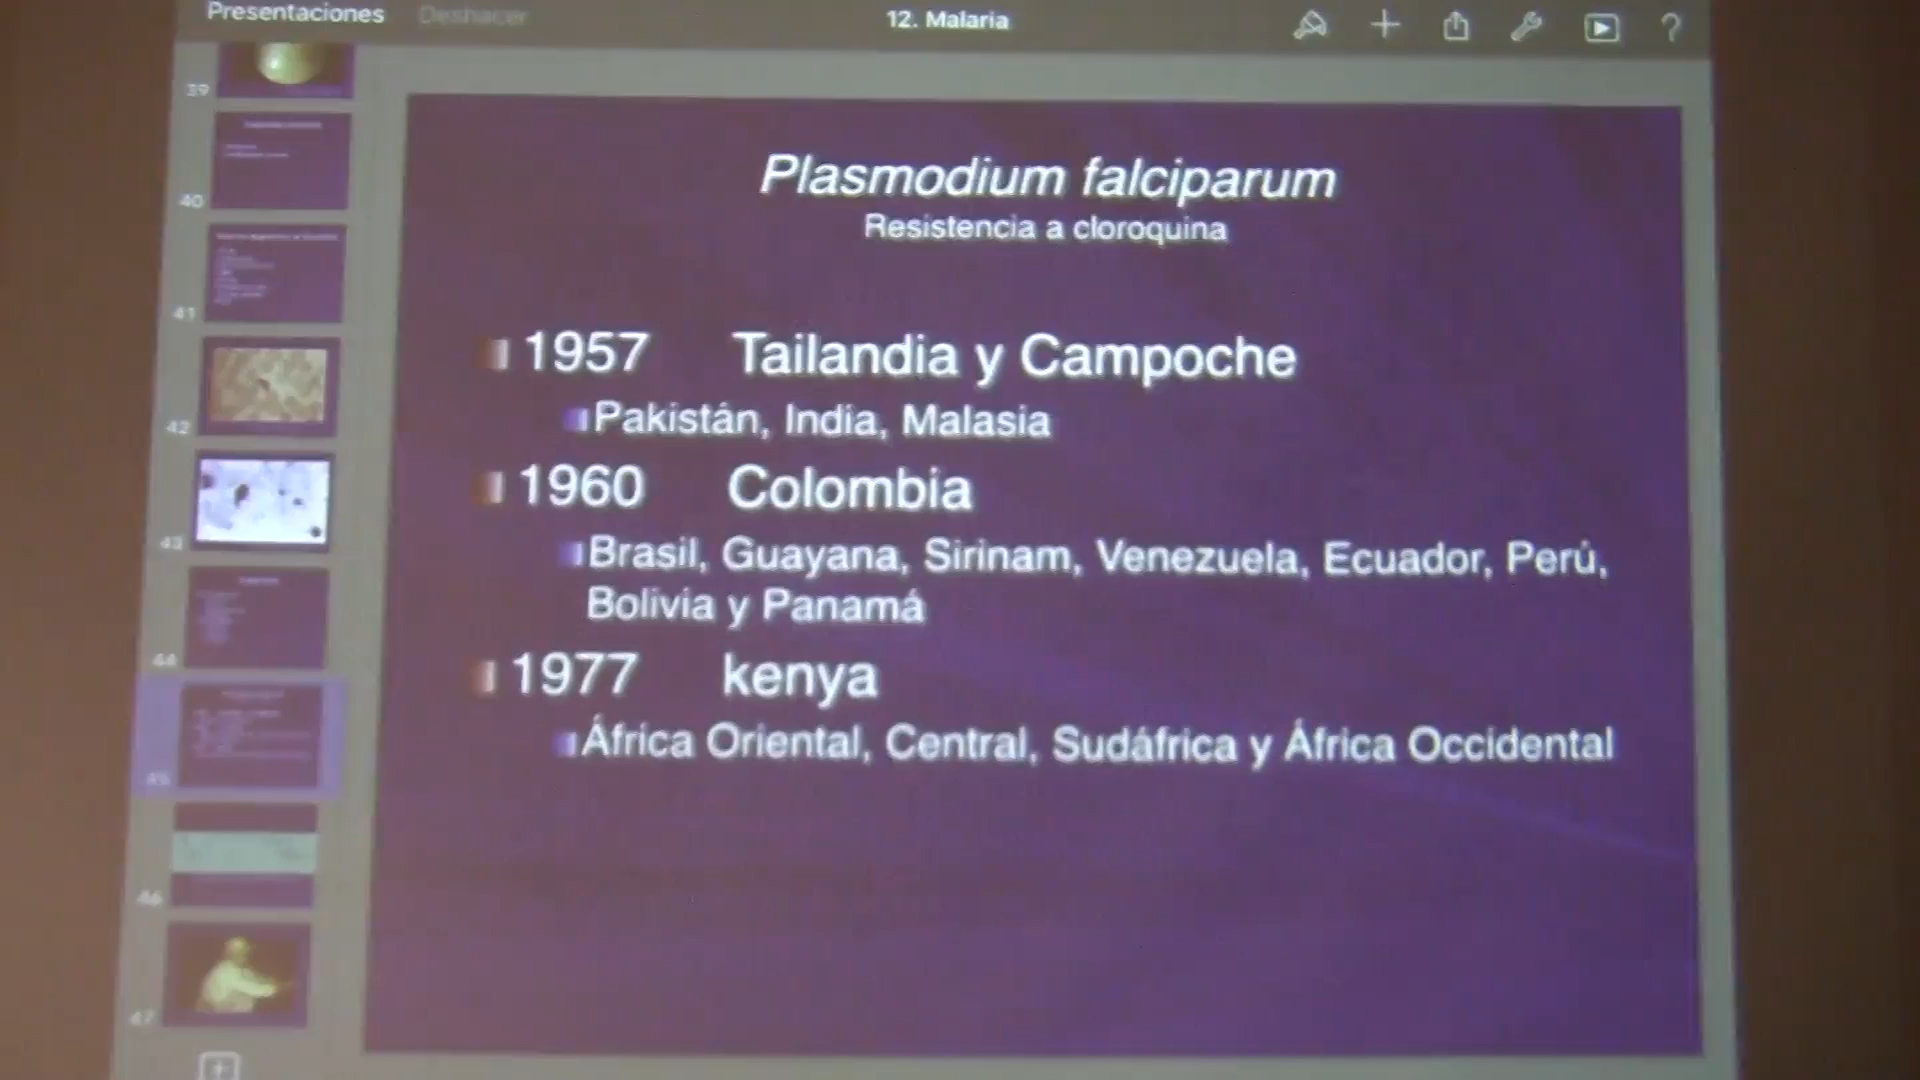 Presentaciones Deshacer 12. Malaria
39
40
41
42
43
44
45
46
47
Plasmodium falciparum
Resistencia a cloroquina
1957 Tailandia y Campoche
Pakistán, India, Malasia
1960 Colombia
Brasil, Guayana, Sirinam, Venezuela, Ecuador, Perú,
Bolivia y Panamá
1977 kenya
África Oriental, Central, Sudáfrica y África Occidental